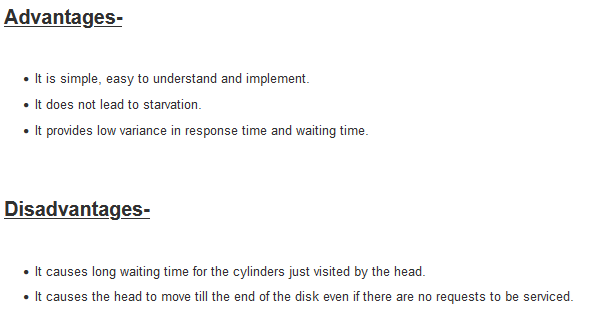 Advantages-
• It is simple, easy to understand and implement.
• It does not lead to starvation.
• It provides low variance in response time and waiting time.
Disadvantages-
• It causes long waiting time for the cylinders just visited by the head.
• It causes the head to move till the end of the disk even if there are no requests to be serviced.